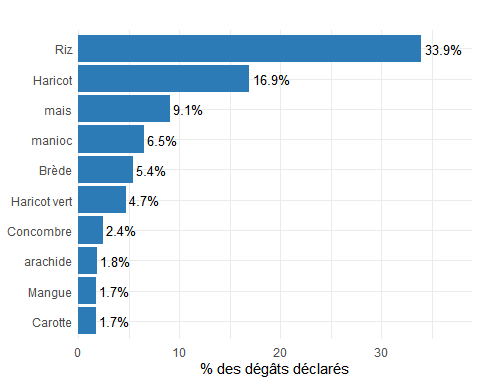 Riz 33.9%
Haricot 16.9%
mais 9.1%
manioc 6.5%
Brède 5.4%
Haricot vert 4.7%
Concombre 2.4%
arachide 1.8%
Mangue 1.7%
Carotte 1.7%
0 10 20 30
% des dégâts déclarés